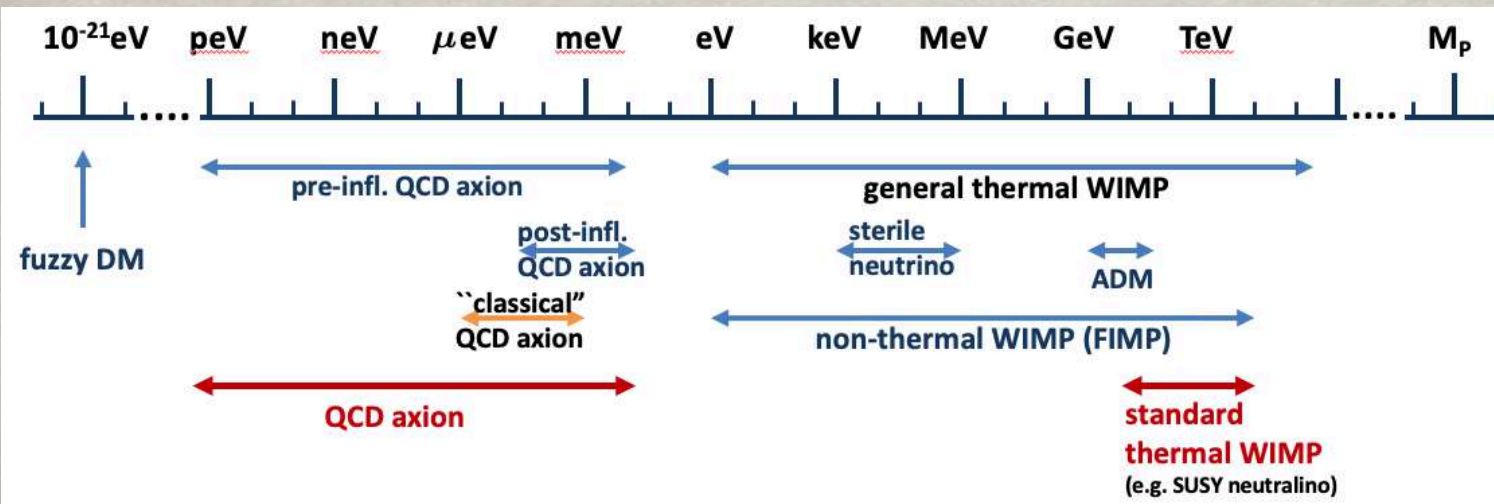 10⁻²¹eV peV neV μeV meV eV keV MeV GeV TeV Mₚ
.... ....
pre-infl. QCD axion
general thermal WIMP
fuzzy DM
post-infl.
QCD axion
sterile
neutrino
ADM
``classical”
QCD axion
non-thermal WIMP (FIMP)
QCD axion
standard
thermal WIMP
(e.g. SUSY neutralino)